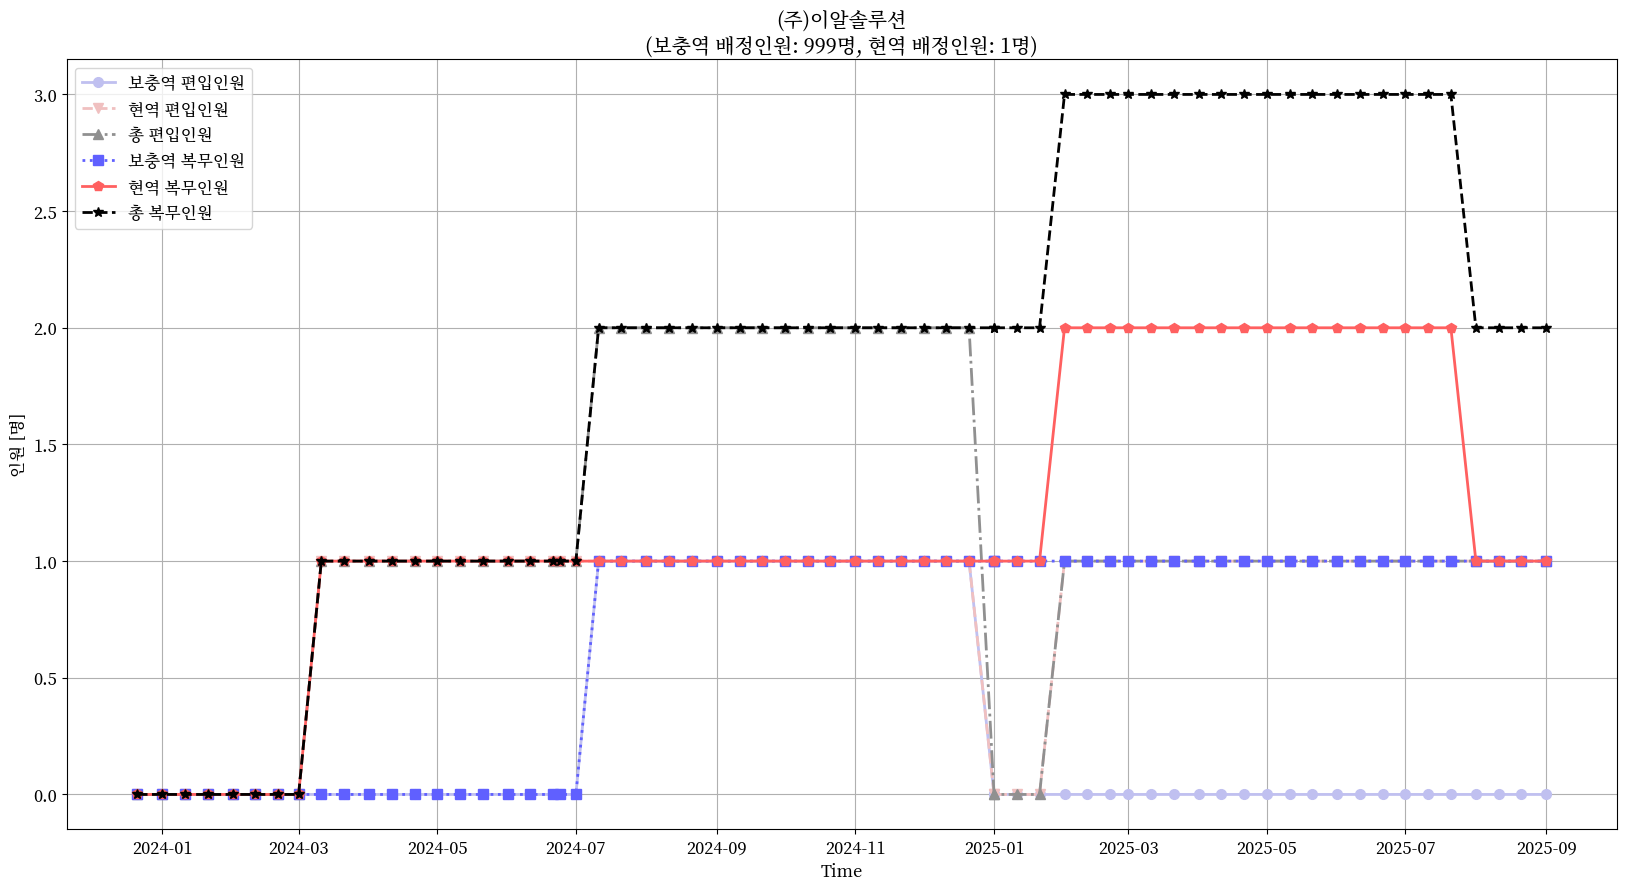 (주)이알솔루션
(보충역 배정인원: 999명, 현역 배정인원: 1명)
보충역 편입인원
현역 편입인원
총 편입인원
보충역 복무인원
현역 복무인원
총 복무인원
인원 [명]
3.0
2.5
2.0
1.5
1.0
0.5
0.0
2024-01
2024-03
2024-05
2024-07
2024-09
2024-11
2025-01
2025-03
2025-05
2025-07
2025-09
Time